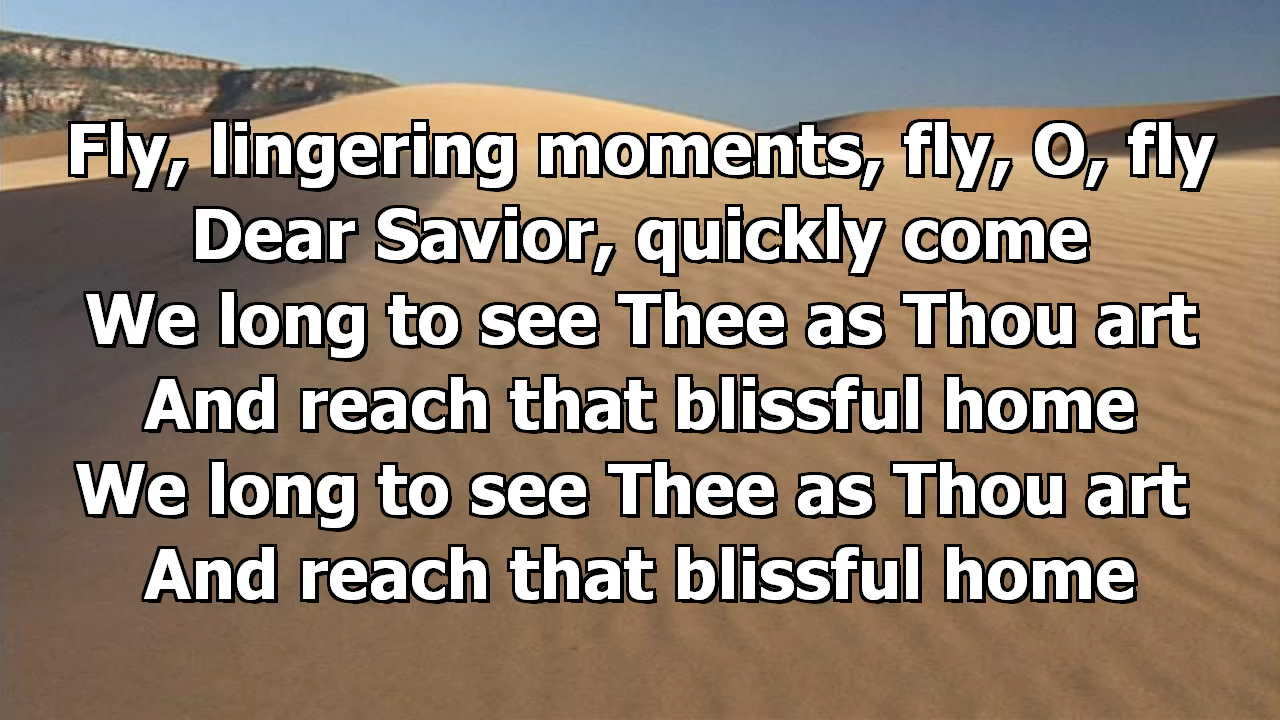 Fly, lingering moments, fly, O, fly
Dear Savior, quickly come
We long to see Thee as Thou art
And reach that blissful home
We long to see Thee as Thou art
And reach that blissful home